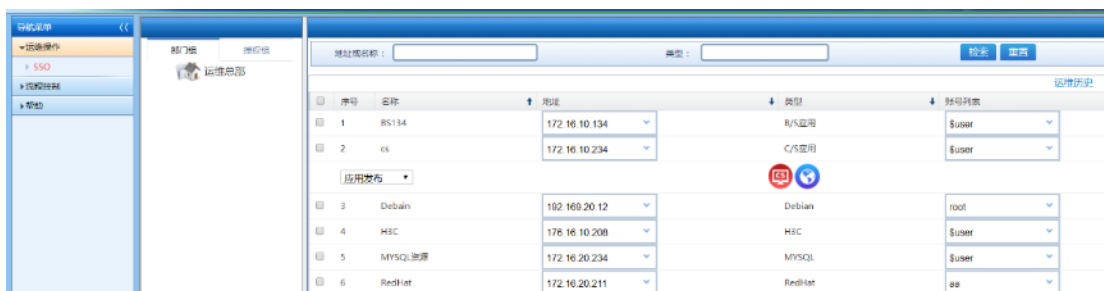 导航菜单
运维操作
SSO
流程控制
帮助
部门组 授权组
运维总部
地址或名称： 类型： 检索 重置
运维历史
序号 名称 地址 类型 账号列表
1 BS134 172.16.10.134 B/S应用 $user
2 cs 172.16.10.234 C/S应用 $user
应用发布 CS
3 Debain 192.169.20.12 Debian root
4 H3C 176.16.10.208 H3C $user
5 MYSQL资源 172.16.20.234 MYSQL $user
6 RedHat 172.16.20.211 RedHat aa